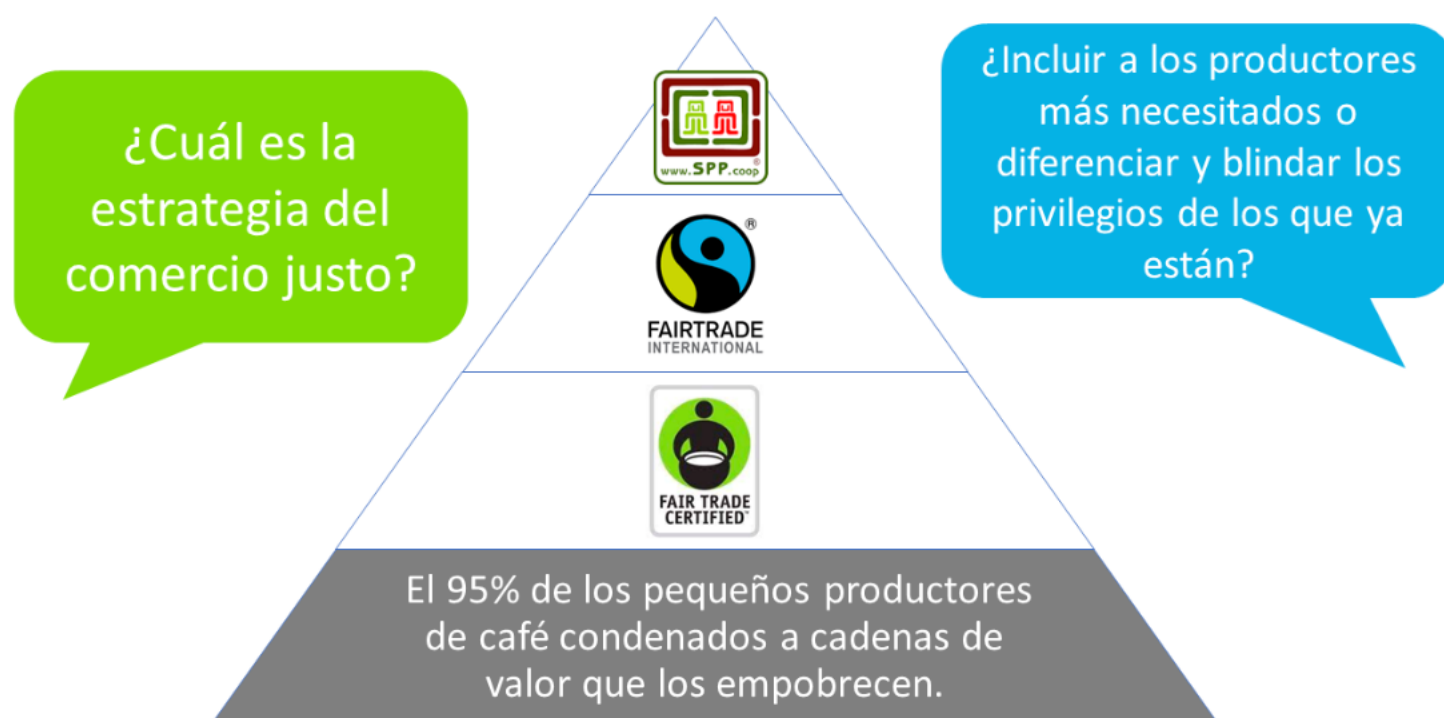 ¿Cuál es la
estrategia del
comercio justo?
¿Incluir a los productores
más necesitados o
diferenciar y blindar los
privilegios de los que ya
están?
www.SPP.coop
®
®
FAIRTRADE
INTERNATIONAL
FAIR TRADE
CERTIFIED™
El 95% de los pequeños productores
de café condenados a cadenas de
valor que los empobrecen.